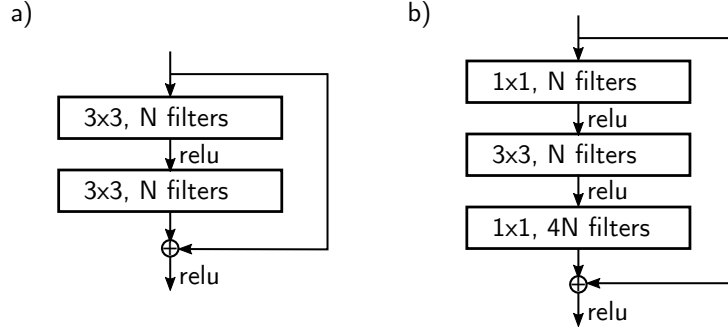 a)
3x3, N filters
relu
3x3, N filters
relu
b)
1x1, N filters
relu
3x3, N filters
relu
1x1, 4N filters
relu